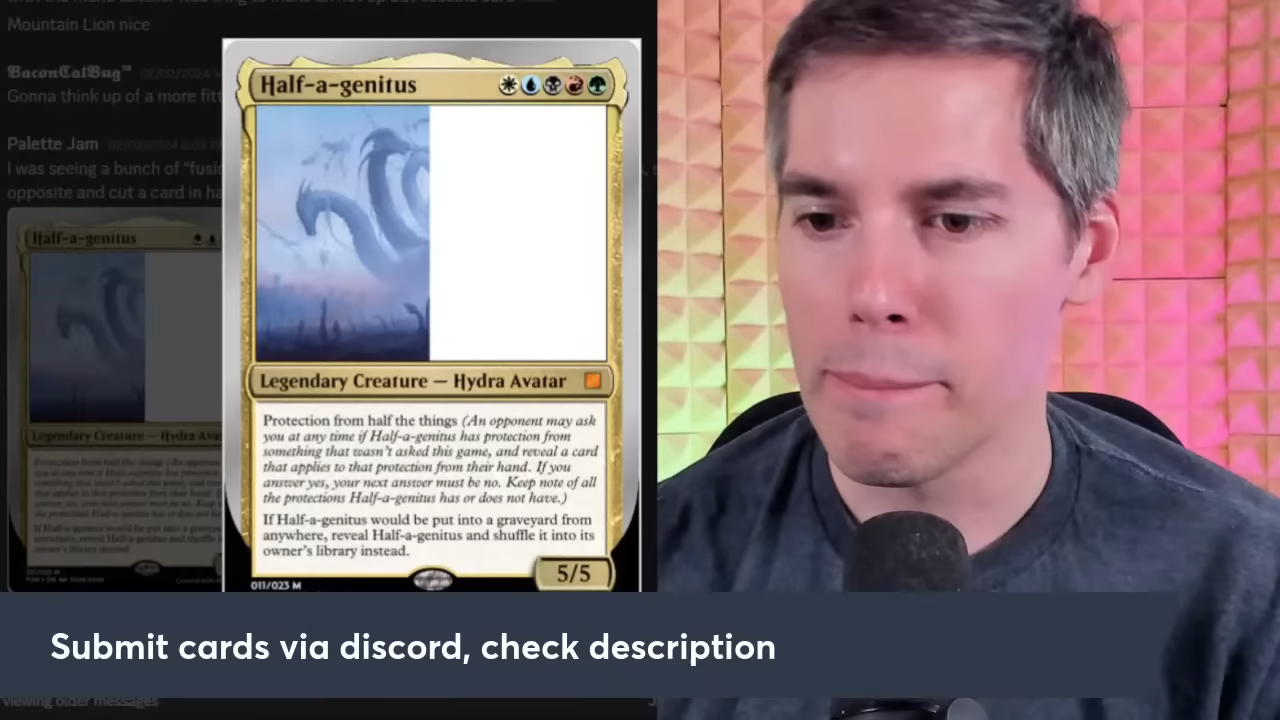 Mountain Lion nice
BaconCatBug™
Gonna think up of a more fitt
Palette Jam
I was seeing a bunch of "fusi
opposite and cut a card in ha
Half-a-genitus
Legendary Creature — Hydra Avatar
Protection from half the things (An opponent may ask
you at any time if Half-a-genitus has protection from
something that wasn't asked this game, and reveal a card
that applies to that protection from their hand. If you
answer yes, your next answer must be no. Keep note of all
the protections Half-a-genitus has or does not have.)
If Half-a-genitus would be put into a graveyard from
anywhere, reveal Half-a-genitus and shuffle it into its
owner's library instead.
5/5
011/023 M
Half-a-genitus
Legendary Creature — Hydra Avatar
Submit cards via discord, check description
viewing older messages